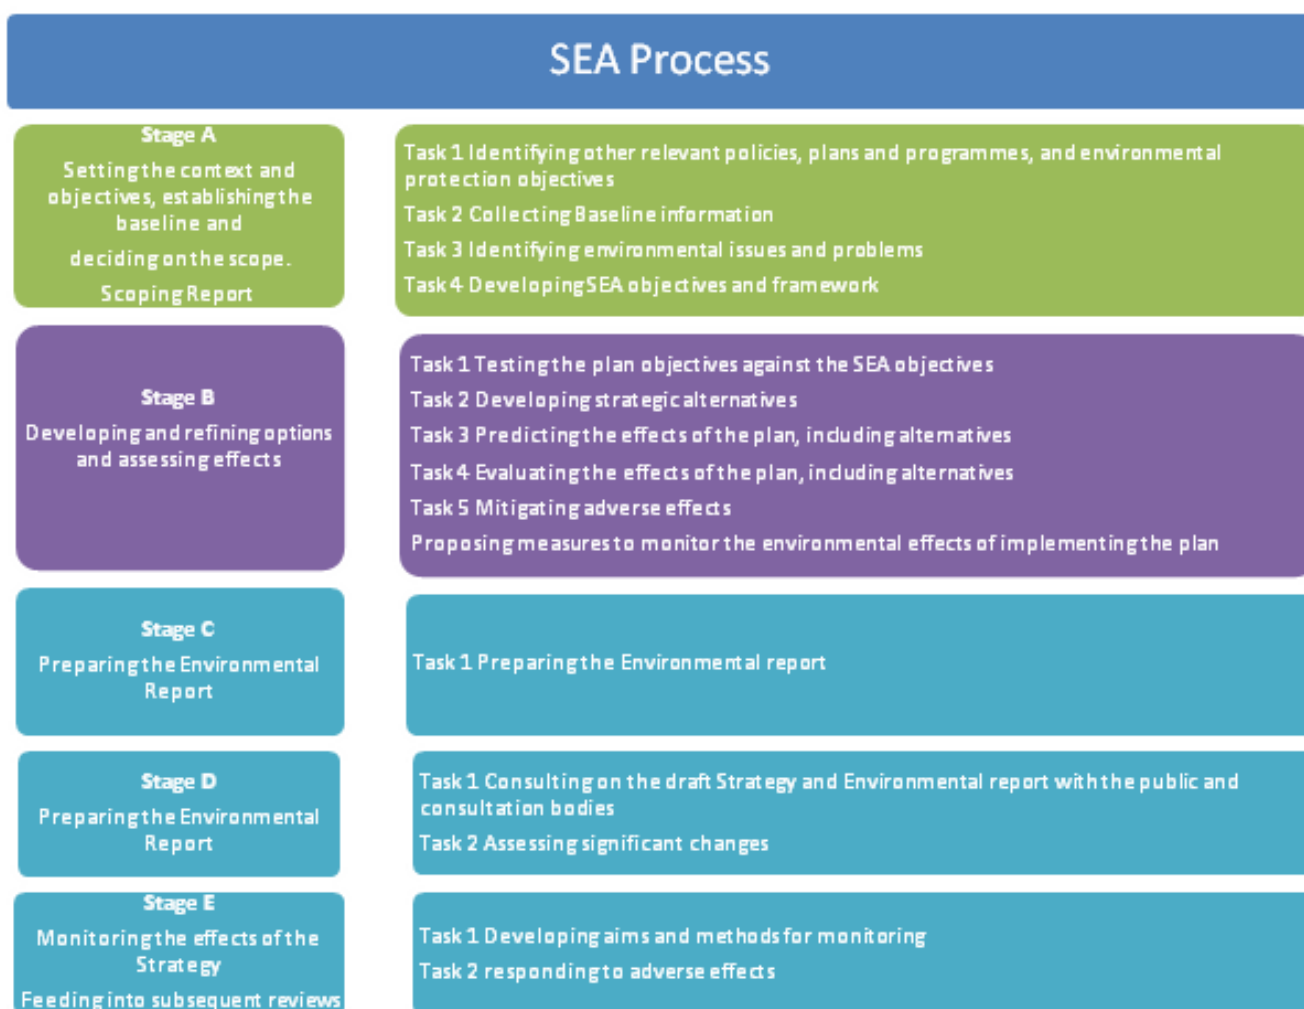 SEA Process
Stage A
Setting the context and
objectives, establishing the
baseline and
deciding on the scope.
Scoping Report
Task 1 Identifying other relevant policies, plans and programmes, and environmental
protection objectives
Task 2 Collecting Baseline information
Task 3 Identifying environmental issues and problems
Task 4 Developing SEA objectives and framework
Stage B
Developing and refining options
and assessing effects
Task 1 Testing the plan objectives against the SEA objectives
Task 2 Developing strategic alternatives
Task 3 Predicting the effects of the plan, including alternatives
Task 4 Evaluating the effects of the plan, including alternatives
Task 5 Mitigating adverse effects
Proposing measures to monitor the environmental effects of implementing the plan
Stage C
Preparing the Environmental
Report
Task 1 Preparing the Environmental report
Stage D
Preparing the Environmental
Report
Task 1 Consulting on the draft Strategy and Environmental report with the public and
consultation bodies
Task 2 Assessing significant changes
Stage E
Monitoring the effects of the
Strategy
Feeding into subsequent reviews
Task 1 Developing aims and methods for monitoring
Task 2 responding to adverse effects